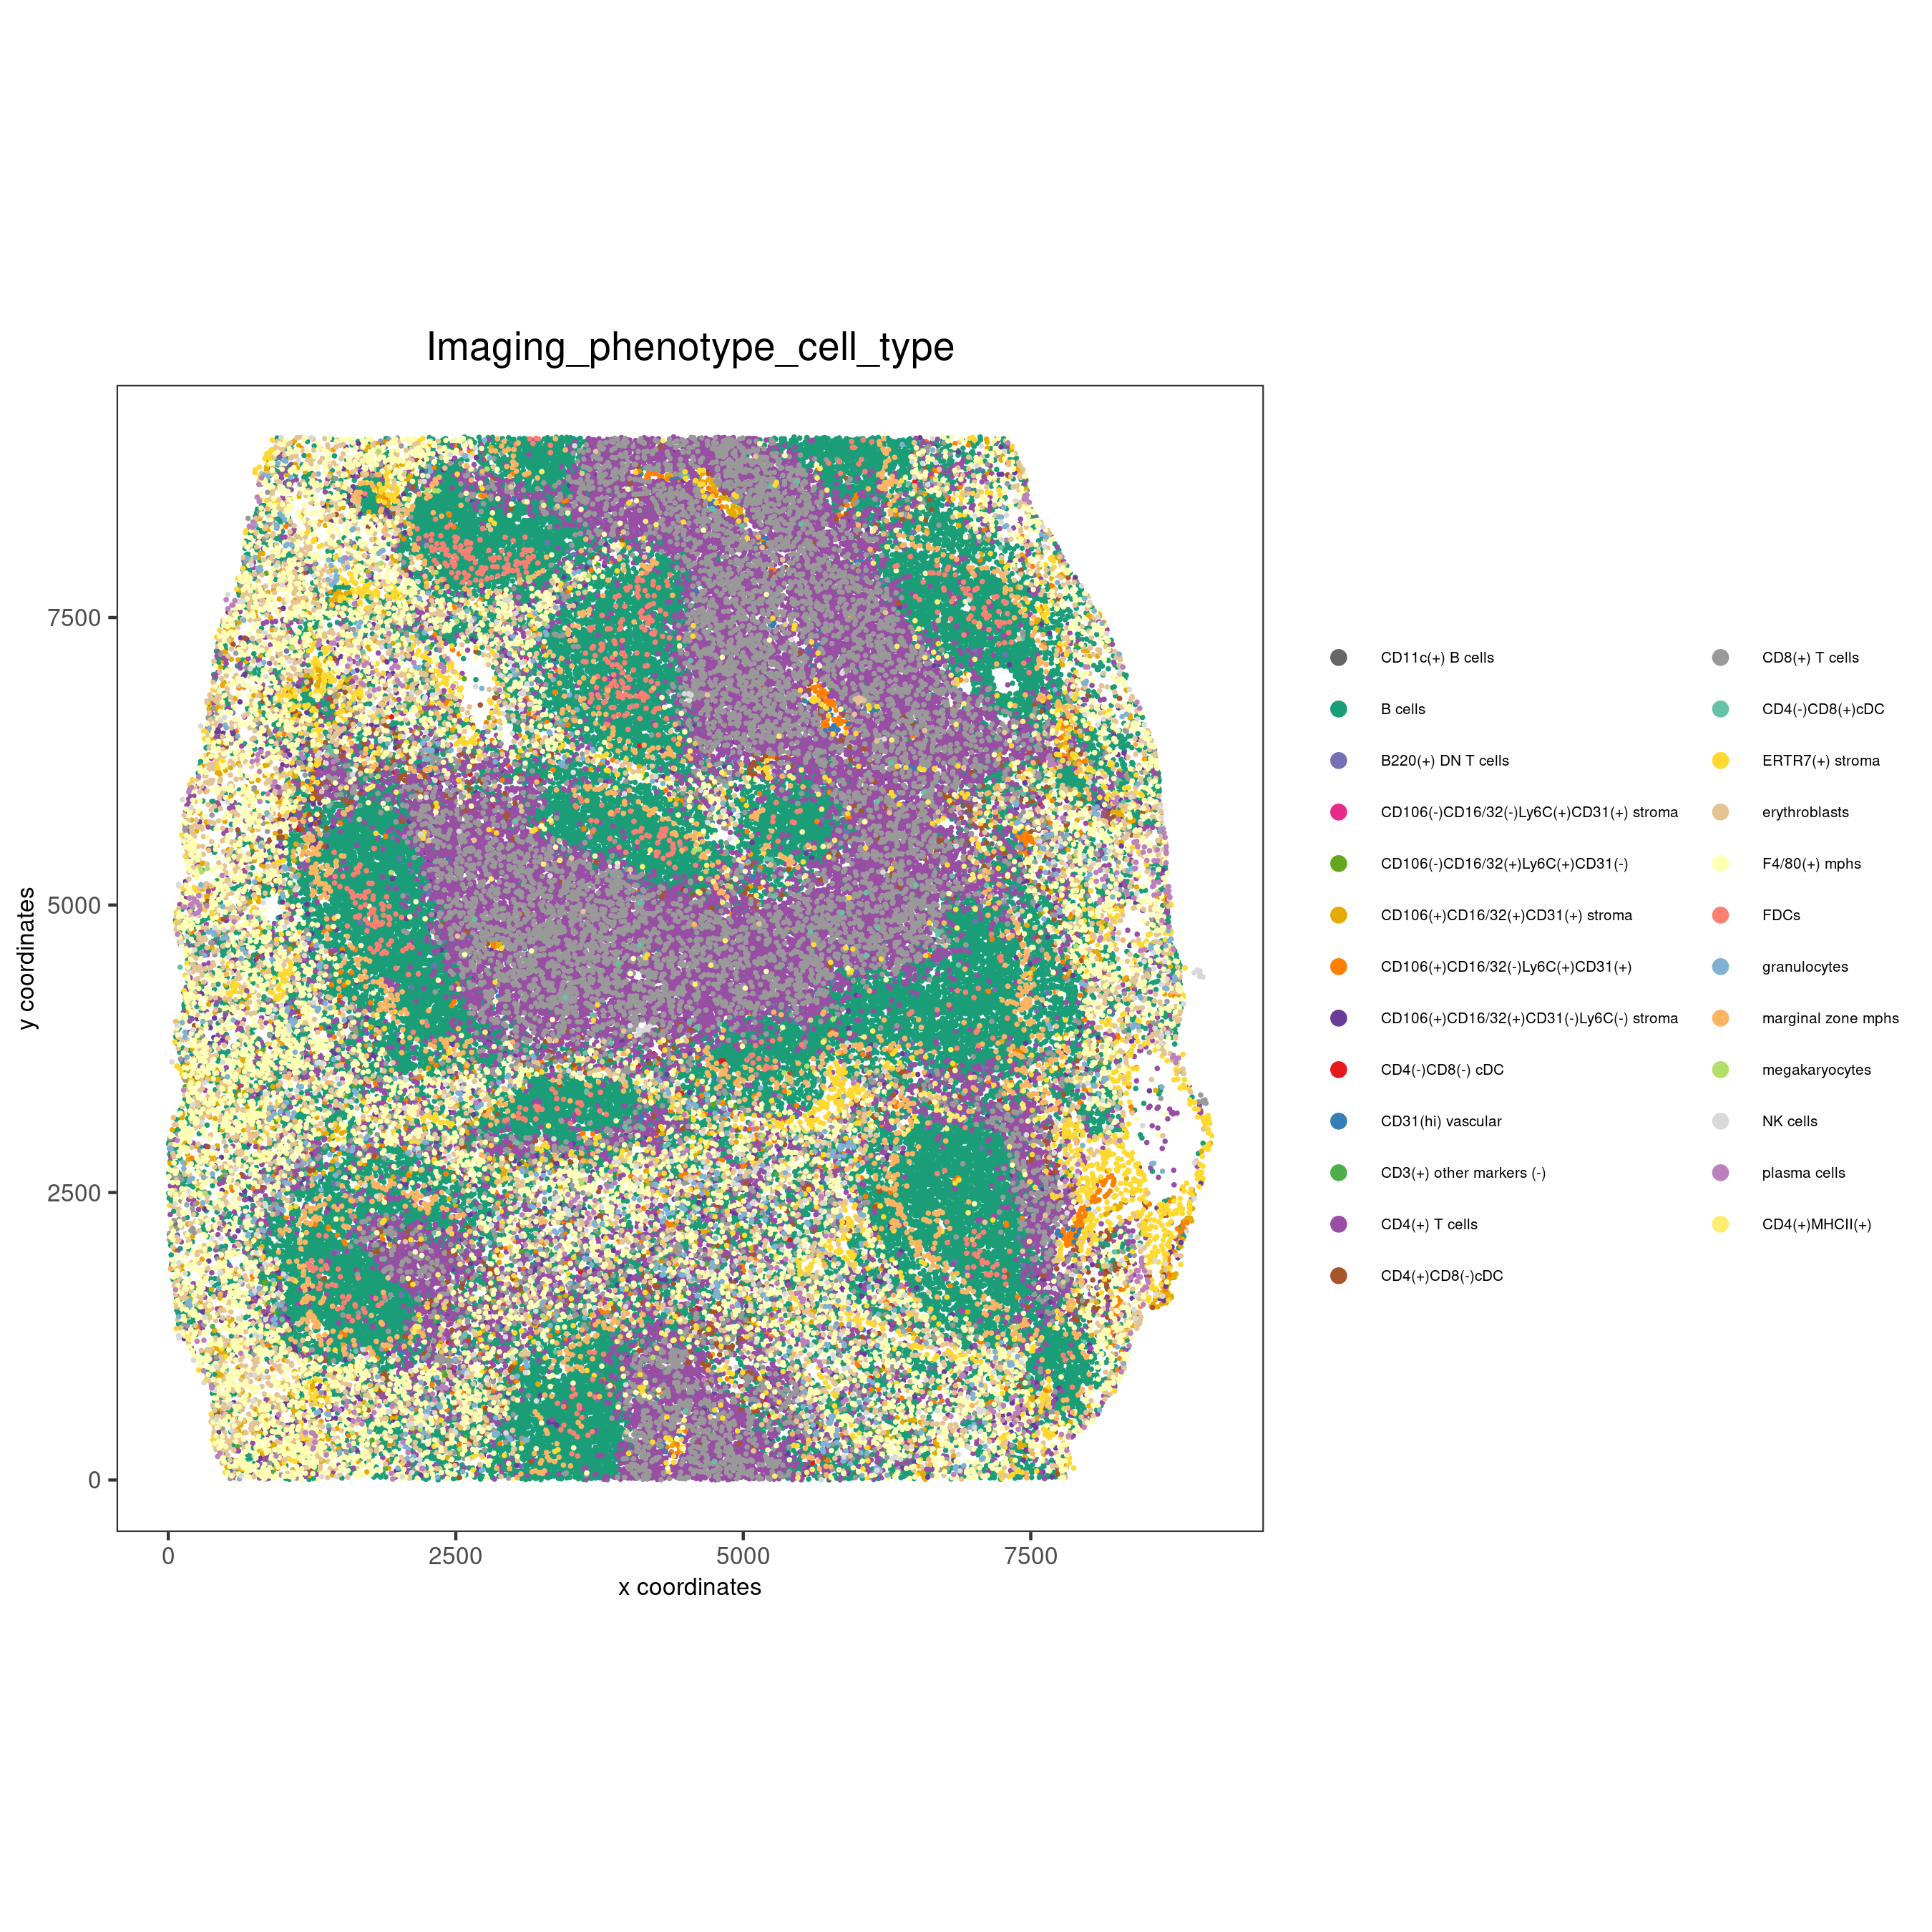 Imaging_phenotype_cell_type
7500
5000
2500
0
y coordinates
0
2500
5000
7500
x coordinates
CD11c(+) B cells
B cells
B220(+) DN T cells
CD106(-)CD16/32(-)Ly6C(+)CD31(+) stroma
CD106(-)CD16/32(+)Ly6C(+)CD31(-)
CD106(+)CD16/32(+)CD31(+) stroma
CD106(+)CD16/32(-)Ly6C(+)CD31(+)
CD106(+)CD16/32(+)CD31(-)Ly6C(-) stroma
CD4(-)CD8(-) cDC
CD31(hi) vascular
CD3(+) other markers (-)
CD4(+) T cells
CD4(+)CD8(-)cDC
CD8(+) T cells
CD4(-)CD8(+)cDC
ERTR7(+) stroma
erythroblasts
F4/80(+) mphs
FDCs
granulocytes
marginal zone mphs
megakaryocytes
NK cells
plasma cells
CD4(+)MHCII(+)